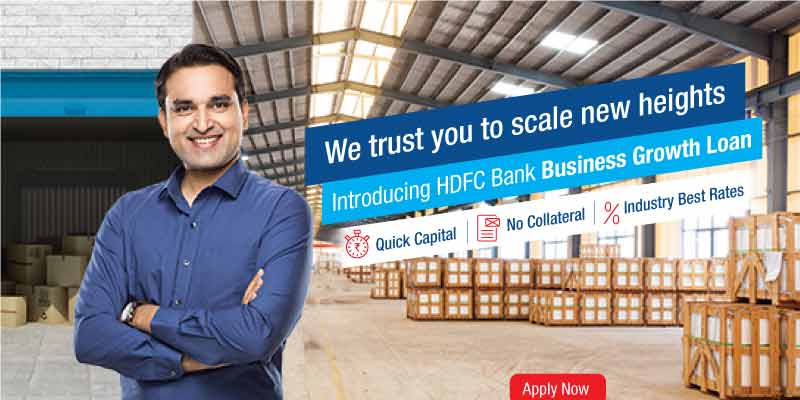 We trust you to scale new heights
Introducing HDFC Bank Business Growth Loan
Quick Capital
No Collateral
Industry Best Rates
Apply Now